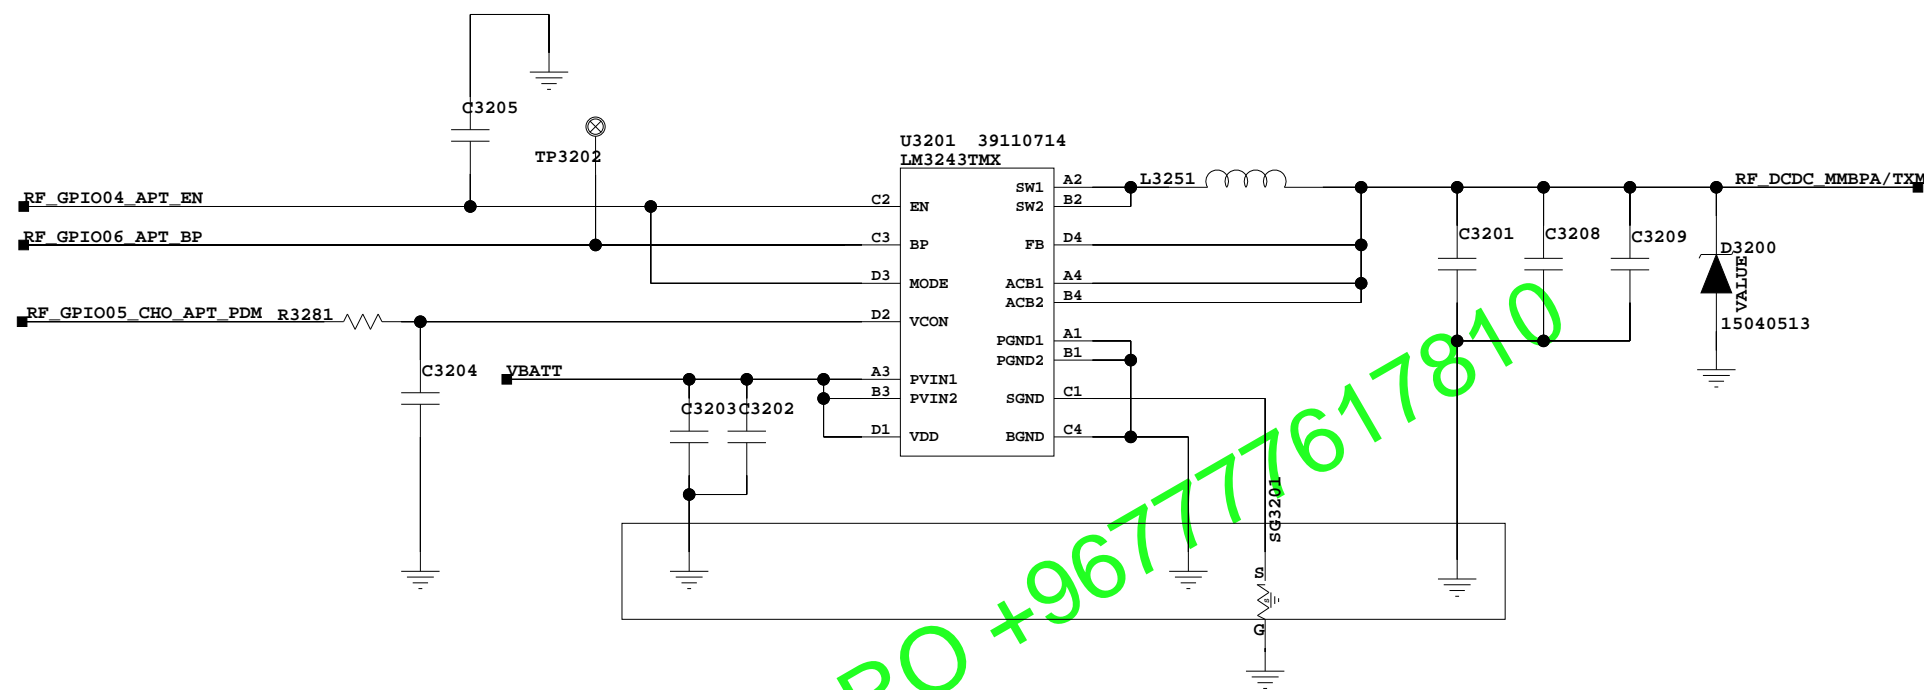 C3205
TP3202
U3201 39110714
LM3243TMX
RF_GPIO04_APT_EN
RF_GPIO06_APT_BP
RF_GPIO05_CHO_APT_PDM R3281
C3204
VBATT
C3203 C3202
C2 EN
C3 BP
D3 MODE
D2 VCON
A3 PVIN1
B3 PVIN2
D1 VDD
SW1 A2
SW2 B2
FB D4
ACB1 A4
ACB2 B4
PGND1 A1
PGND2 B1
SGND C1
BGND C4
L3251
RF_DCDC_MMBPA/TXM
C3201
C3208
C3209
D3200
VALUE
15040513
SG3201
S
s
G
RO +967777617810